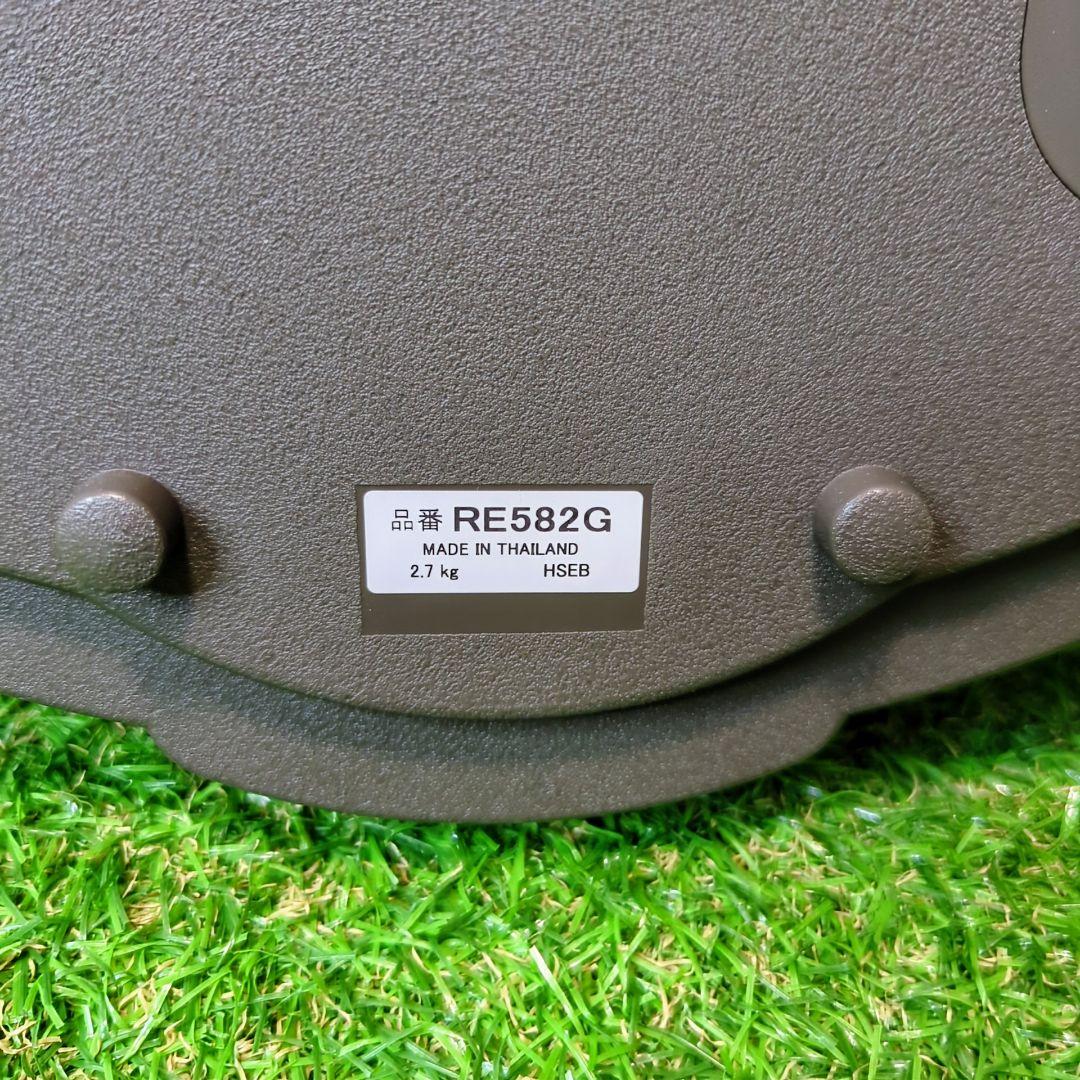 品番 RE582G
MADE IN THAILAND
2.7 kg HSEB